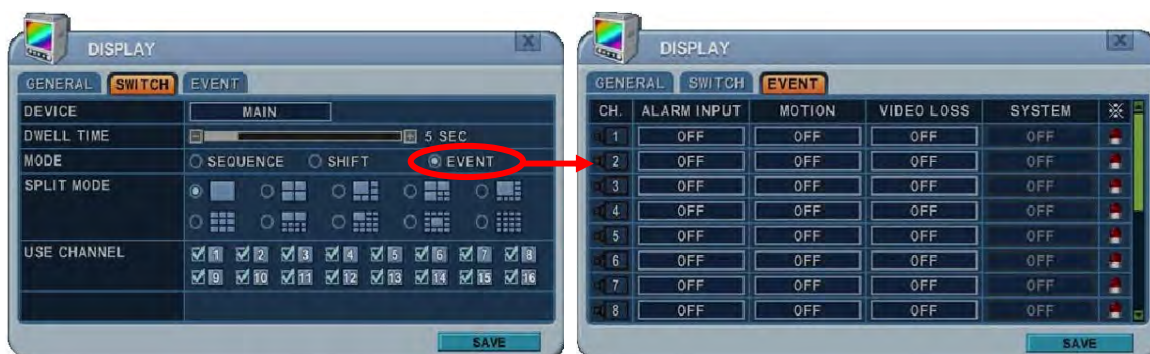 DISPLAY
X
GENERAL SWITCH EVENT
DEVICE MAIN
DWELL TIME 5 SEC
MODE SEQUENCE SHIFT EVENT
SPLIT MODE
USE CHANNEL 1 2 3 4 5 6 7 8
9 10 11 12 13 14 15 16
SAVE
DISPLAY
X
GENERAL SWITCH EVENT
CH. ALARM INPUT MOTION VIDEO LOSS SYSTEM ※
1 OFF OFF OFF OFF
2 OFF OFF OFF OFF
3 OFF OFF OFF OFF
4 OFF OFF OFF OFF
5 OFF OFF OFF OFF
6 OFF OFF OFF OFF
7 OFF OFF OFF OFF
8 OFF OFF OFF OFF
SAVE